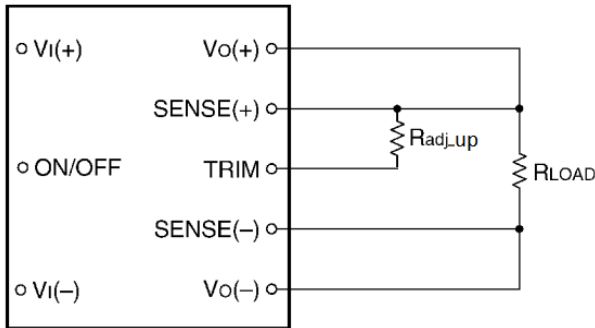 VI(+) VO(+)
SENSE(+)
Radj_up
ON/OFF TRIM RLOAD
SENSE(–)
VI(–) VO(–)